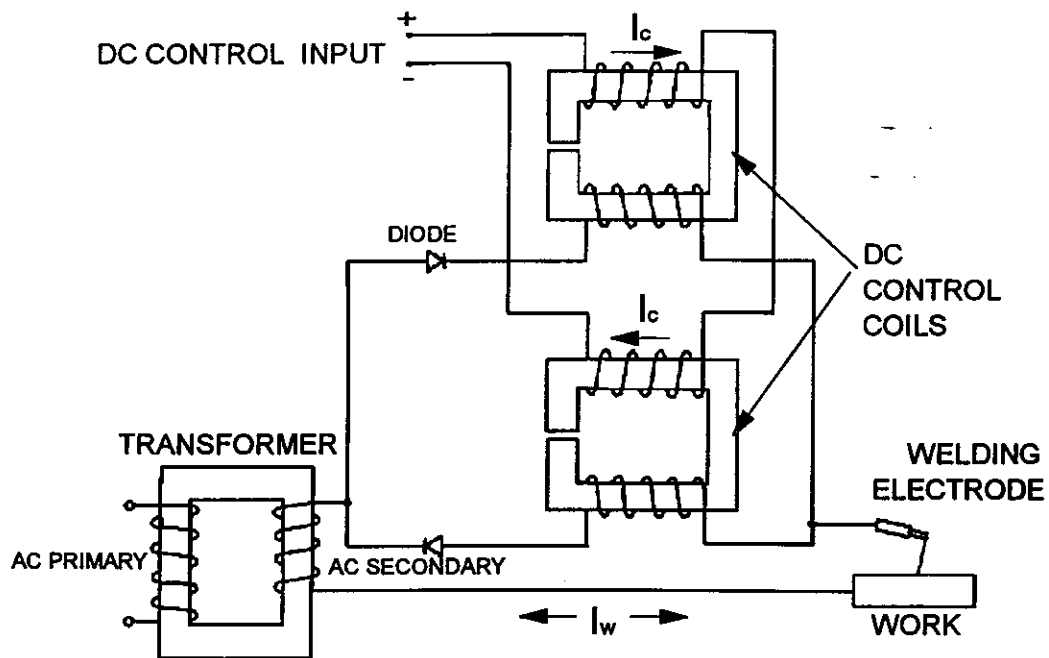 +
DC CONTROL INPUT
-
Ic
DIODE
DC
CONTROL
COILS
Ic
TRANSFORMER
WELDING
ELECTRODE
AC PRIMARY
AC SECONDARY
Iw
WORK